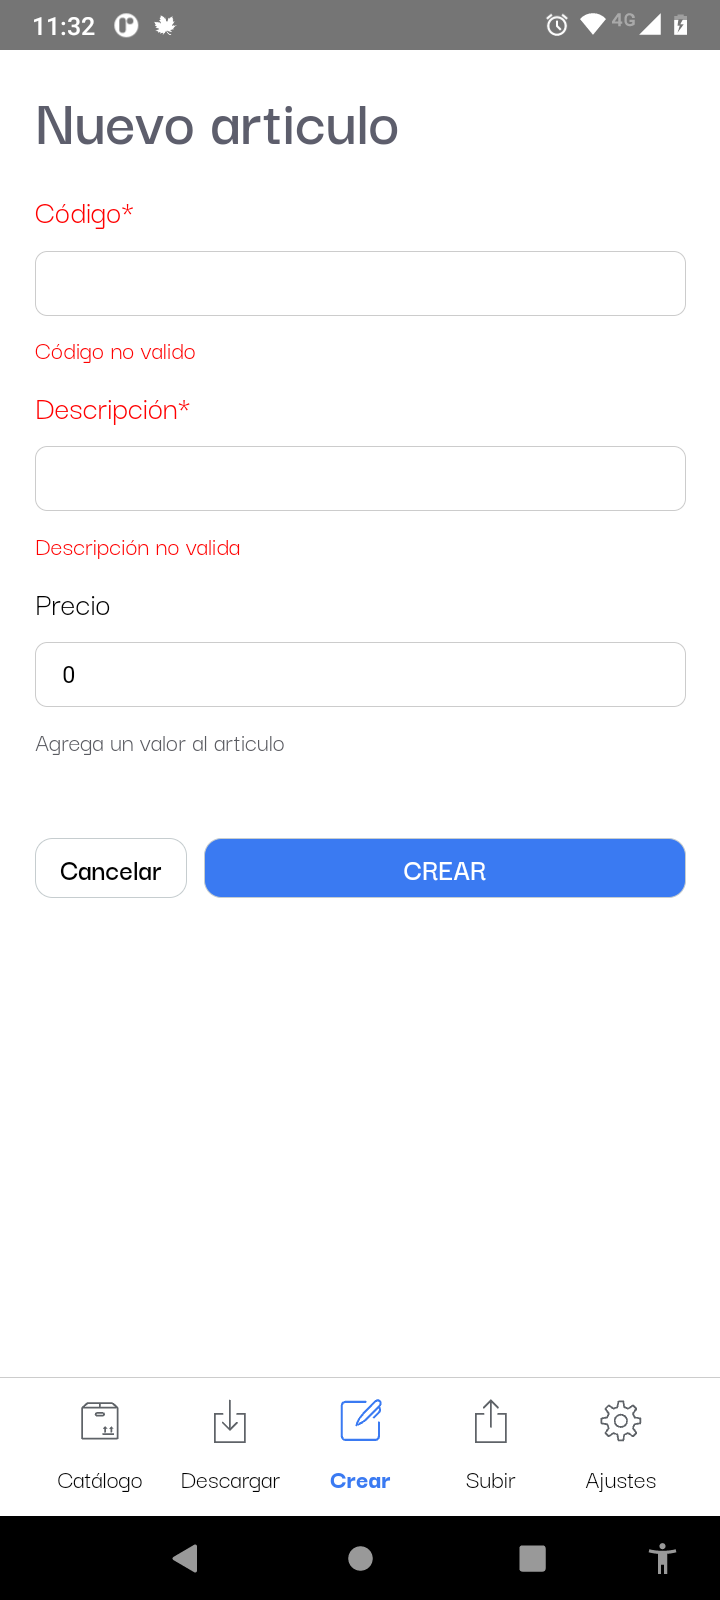 11:32 4G
Nuevo articulo
Código*
Código no valido
Descripción*
Descripción no valida
Precio
0
Agrega un valor al articulo
Cancelar CREAR
Catálogo Descargar Crear Subir Ajustes